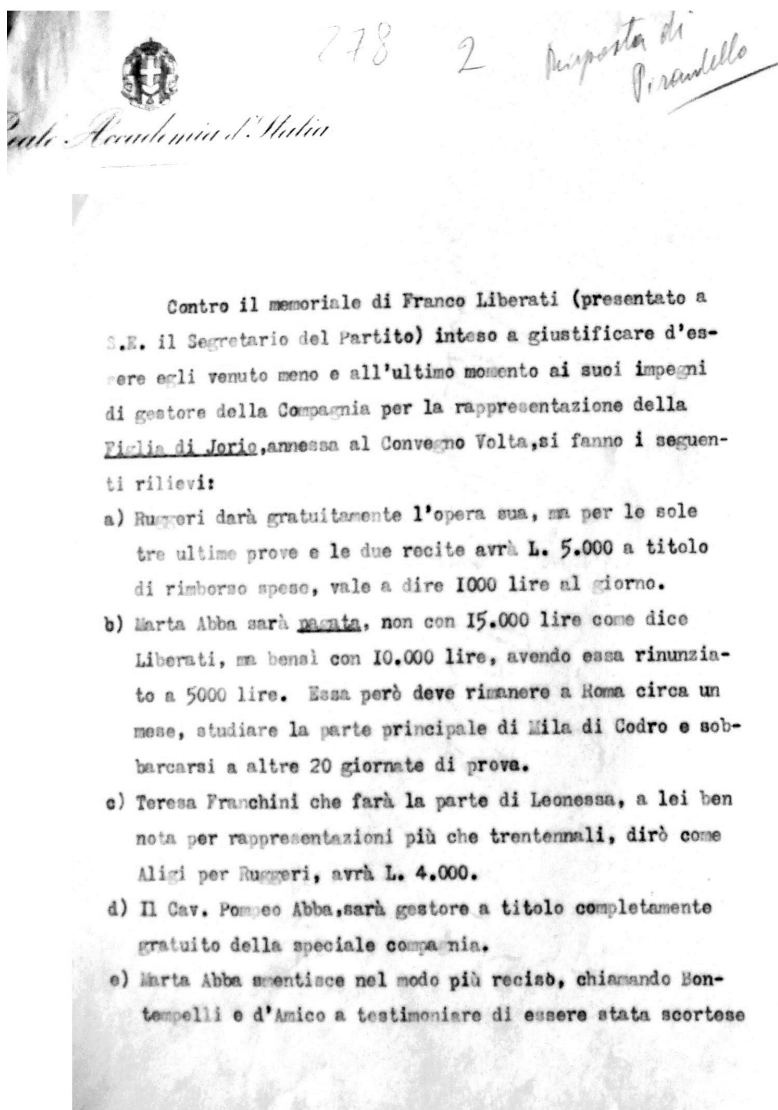 278 2 Risposta di
Pirandello
Reale Accademia d'Italia
Contro il memoriale di Franco Liberati (presentato a
S.E. il Segretario del Partito) inteso a giustificare d'es-
sere egli venuto meno e all'ultimo momento ai suoi impegni
di gestore della Compagnia per la rappresentazione della
Figlia di Jorio,annessa al Convegno Volta,si fanno i seguen-
ti rilievi:
a) Ruggeri darà gratuitamente l'opera sua, ma per le sole
tre ultime prove e le due recite avrà L. 5.000 a titolo
di rimborso spese, vale a dire I000 lire al giorno.
b) Marta Abba sarà pagata, non con I5.000 lire come dice
Liberati, ma bensì con I0.000 lire, avendo essa rinunzia-
to a 5000 lire. Essa però deve rimanere a Roma circa un
mese, studiare la parte principale di Mila di Codro e sob-
barcarsi a altre 20 giornate di prove.
c) Teresa Franchini che farà la parte di Leonessa, a lei ben
nota per rappresentazioni più che trentennali, dirò come
Aligi per Ruggeri, avrà L. 4.000.
d) Il Cav. Pompeo Abba,sarà gestore a titolo completamente
gratuito della speciale compagnia.
e) Marta Abba smentisce nel modo più reciso, chiamando Bon-
tempelli e d'Amico a testimoniare di essere stata scortese